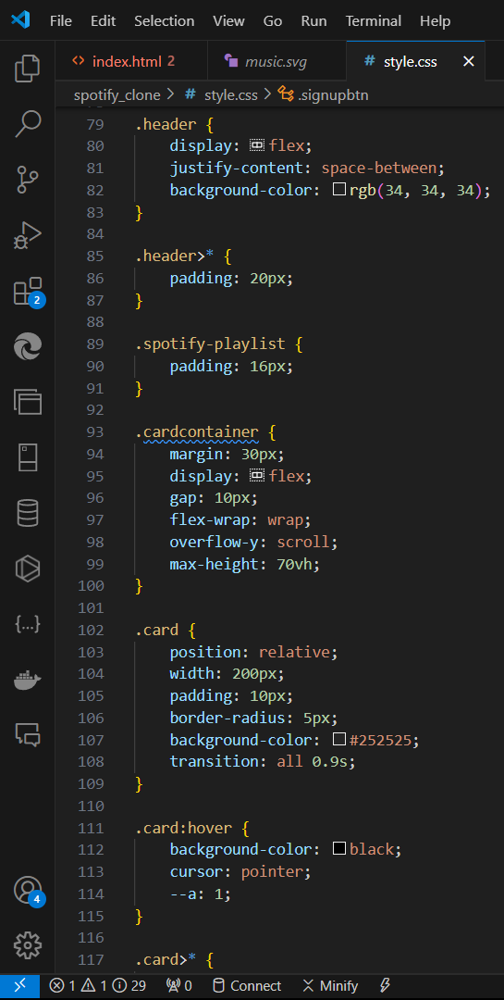 File Edit Selection View Go Run Terminal Help
<> index.html 2 music.svg # style.css ×
spotify_clone > # style.css > .signupbtn
79 .header {
80 display: flex;
81 justify-content: space-between;
82 background-color: rgb(34, 34, 34);
83 }
84
85 .header>* {
86 padding: 20px;
87 }
88
89 .spotify-playlist {
90 padding: 16px;
91 }
92
93 .cardcontainer {
94 margin: 30px;
95 display: flex;
96 gap: 10px;
97 flex-wrap: wrap;
98 overflow-y: scroll;
99 max-height: 70vh;
100 }
101
102 .card {
103 position: relative;
104 width: 200px;
105 padding: 10px;
106 border-radius: 5px;
107 background-color: #252525;
108 transition: all 0.9s;
109 }
110
111 .card:hover {
112 background-color: black;
113 cursor: pointer;
114 --a: 1;
115 }
116
117 .card>* {
2
{...}
4
1 1 29 0 Connect Minify